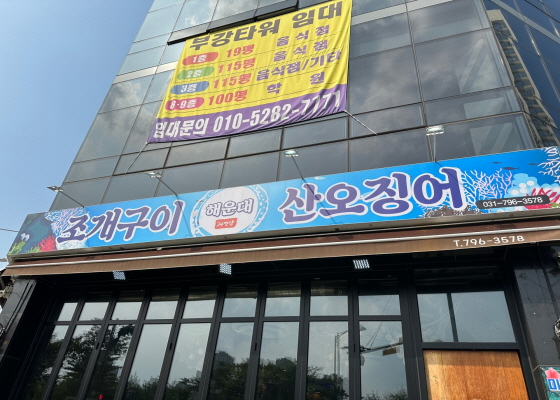 부강타워 임대
1층 19평 음식점
2층 115평 음식점
3층 115평 음식점/기타
8-9층 100평 학 원
임대문의 010-5282-7171
조개구이 해운대 산오징어
031-796-3578
T.796-3578